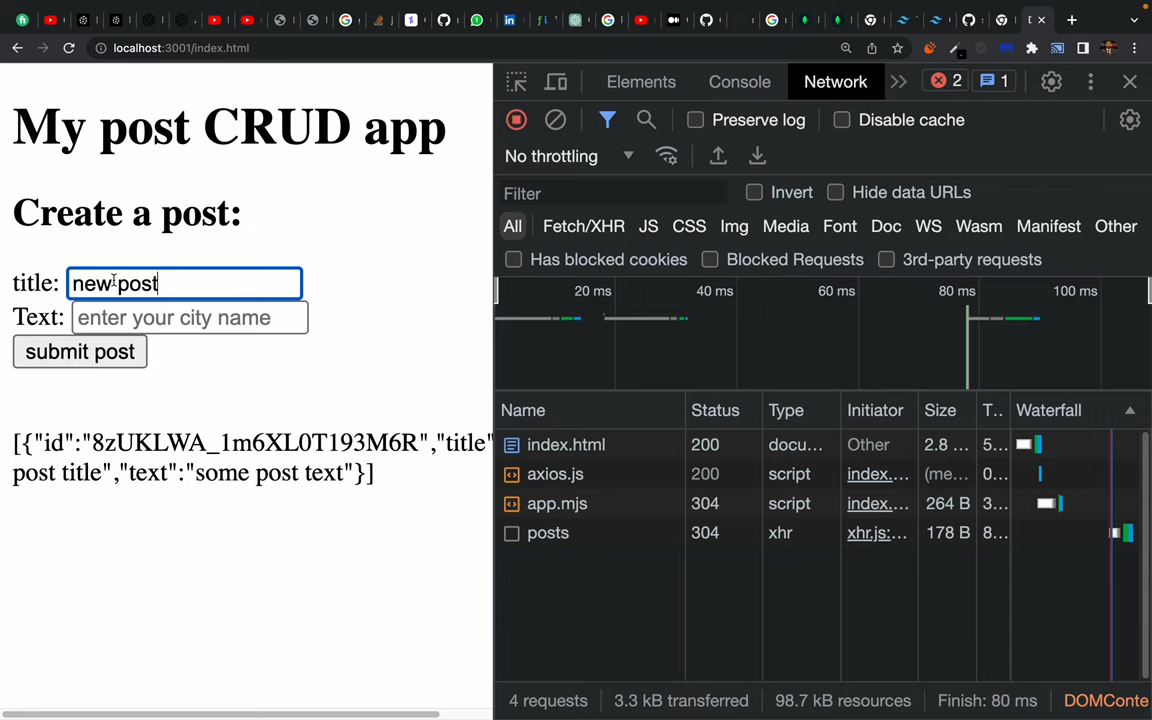 localhost:3001/index.html
My post CRUD app
Create a post:
title: new post
Text: enter your city name
submit post
[{"id":"8zUKLWA_1m6XL0T193M6R","title"
post title","text":"some post text"}]
Elements Console Network 2 1
Preserve log Disable cache
No throttling
Filter Invert Hide data URLs
All Fetch/XHR JS CSS Img Media Font Doc WS Wasm Manifest Other
Has blocked cookies Blocked Requests 3rd-party requests
20 ms 40 ms 60 ms 80 ms 100 ms
Name Status Type Initiator Size T.. Waterfall
index.html 200 docu... Other 2.8 ... 5...
axios.js 200 script index.... (me... 0...
app.mjs 304 script index.... 264 B 3...
posts 304 xhr xhr.js:... 178 B 8...
4 requests 3.3 kB transferred 98.7 kB resources Finish: 80 ms DOMConte